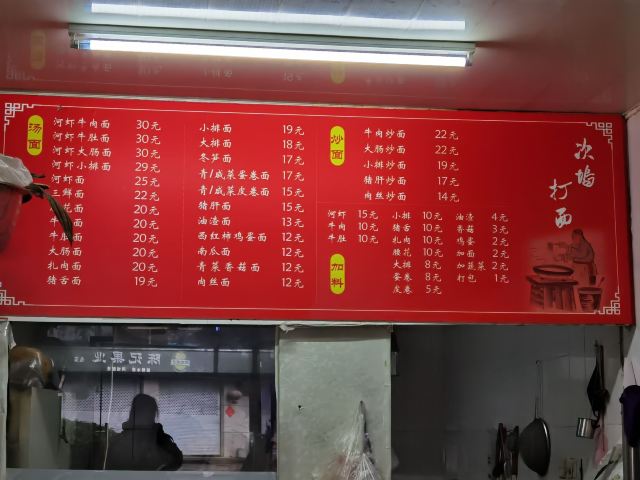 汤面
河虾牛肉面 30元
河虾牛肚面 30元
河虾大肠面 30元
河虾小排面 29元
河虾面 25元
三鲜面 22元
花面 20元
面 20元
牛肚面 20元
大肠面 20元
扎肉面 20元
猪舌面 19元
小排面 19元
大排面 18元
冬笋面 17元
青/咸菜蛋卷面 17元
青/咸菜皮卷面 15元
猪肝面 15元
油渣面 13元
西红柿鸡蛋面 12元
南瓜面 12元
青菜香菇面 12元
肉丝面 12元
炒面
牛肉炒面 22元
大肠炒面 22元
小排炒面 19元
猪肝炒面 17元
肉丝炒面 14元
加料
河虾 15元
牛肉 10元
牛肚 10元
小排 10元
猪舌 10元
扎肉 10元
腰花 10元
大排 8元
蛋卷 8元
皮卷 5元
油渣 4元
香菇 3元
鸡蛋 2元
加面 2元
加蔬菜 2元
打包 1元
次坞
打面
陈记果池